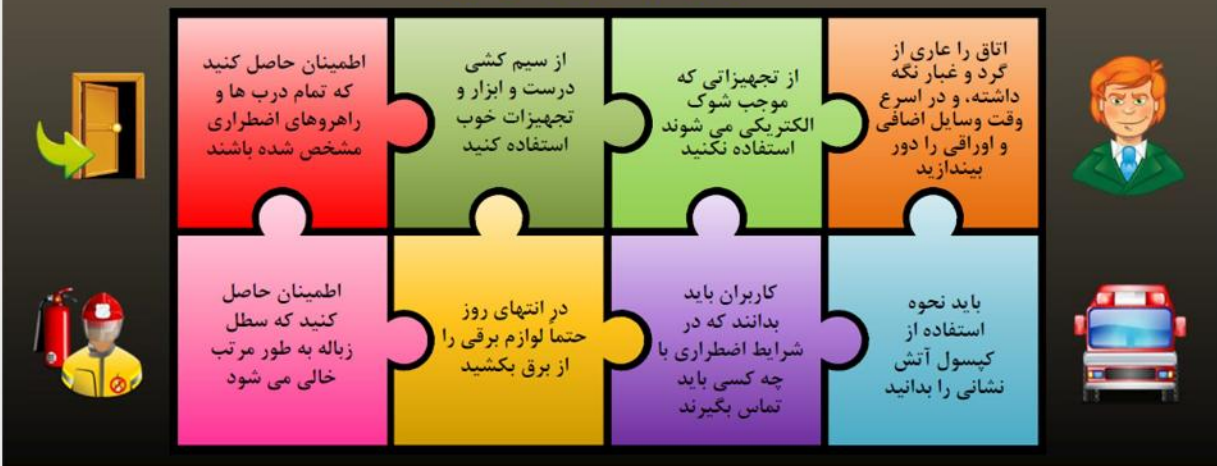 اتاق را عاری از
گرد و غبار نگه
داشته، و در اسرع
وقت وسایل اضافی
و اوراقی را دور
بیندازید
از تجهیزاتی که
موجب شوک
الکتریکی می شوند
استفاده نکنید
از سیم کشی
درست و ابزار و
تجهیزات خوب
استفاده کنید
اطمینان حاصل کنید
که تمام درب ها و
راهروهای اضطراری
مشخص شده باشند
باید نحوه
استفاده از
کپسول آتش
نشانی را بدانید
کاربران باید
بدانند که در
شرایط اضطراری با
چه کسی باید
تماس بگیرند
در انتهای روز
حتماً لوازم برقی را
از برق بکشید
اطمینان حاصل
کنید که سطل
زباله به طور مرتب
خالی می شود